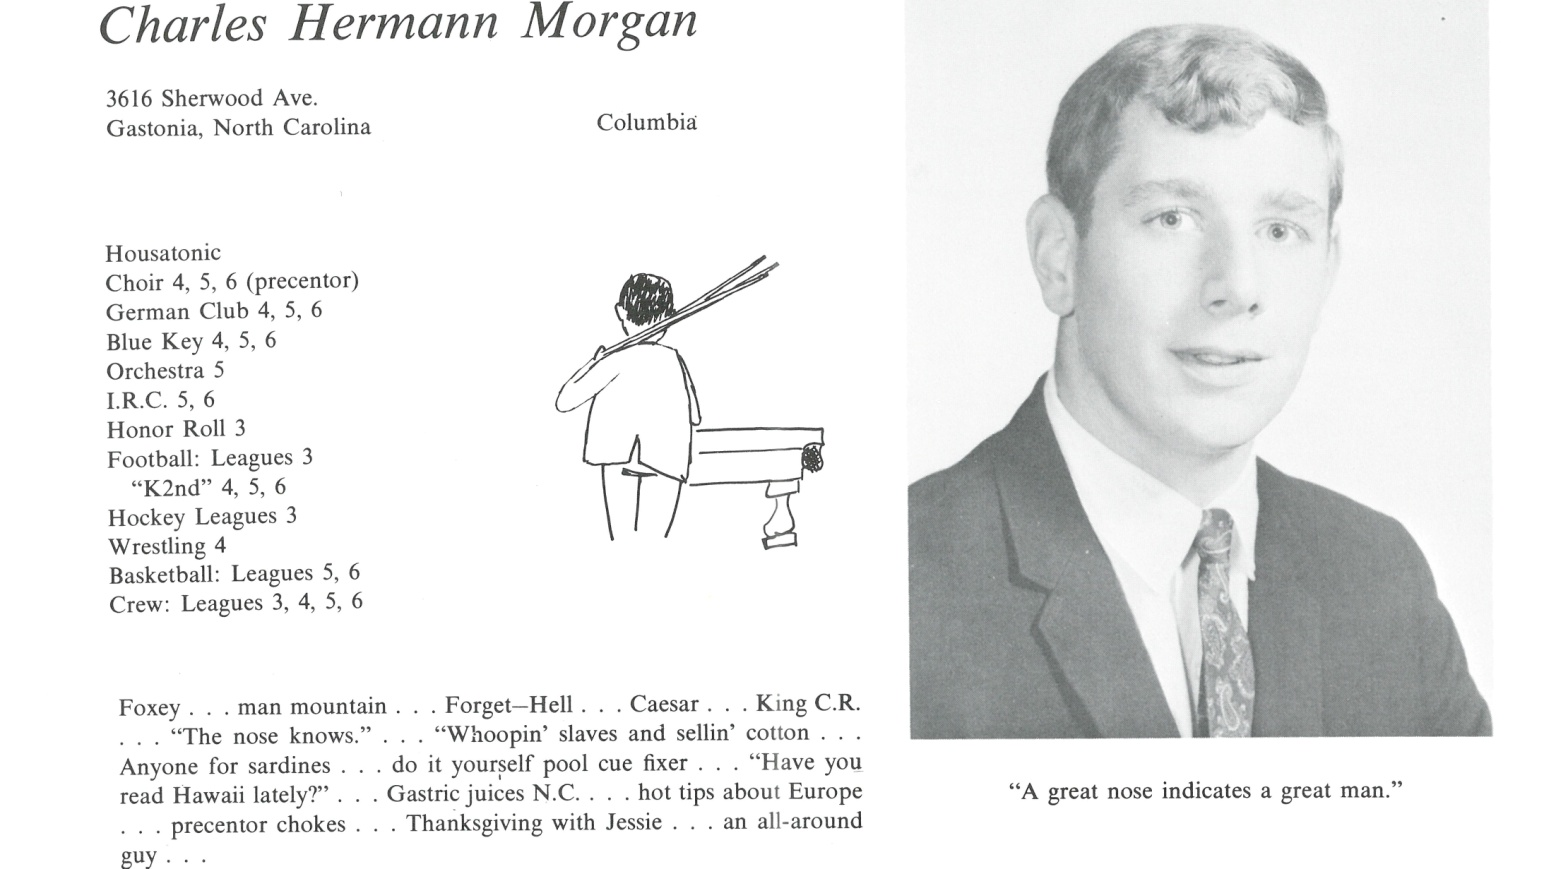 Charles Hermann Morgan
3616 Sherwood Ave.
Gastonia, North Carolina
Columbia
Housatonic
Choir 4, 5, 6 (precentor)
German Club 4, 5, 6
Blue Key 4, 5, 6
Orchestra 5
I.R.C. 5, 6
Honor Roll 3
Football: Leagues 3
“K2nd” 4, 5, 6
Hockey Leagues 3
Wrestling 4
Basketball: Leagues 5, 6
Crew: Leagues 3, 4, 5, 6
Foxey . . . man mountain . . . Forget—Hell . . . Caesar . . . King C.R.
. . . “The nose knows.” . . . “Whoopin’ slaves and sellin’ cotton . . .
Anyone for sardines . . . do it yourself pool cue fixer . . . “Have you
read Hawaii lately?” . . . Gastric juices N.C. . . . hot tips about Europe
. . . precentor chokes . . . Thanksgiving with Jessie . . . an all-around
guy . . .
“A great nose indicates a great man.”